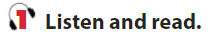 1 Listen and read.